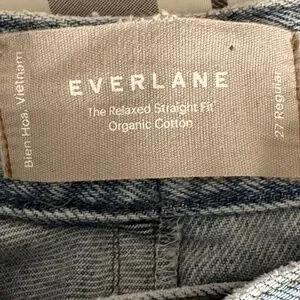 Bien Hoa, Vietnam
EVERLANE
The Relaxed Straight Fit
Organic Cotton
27 Regular